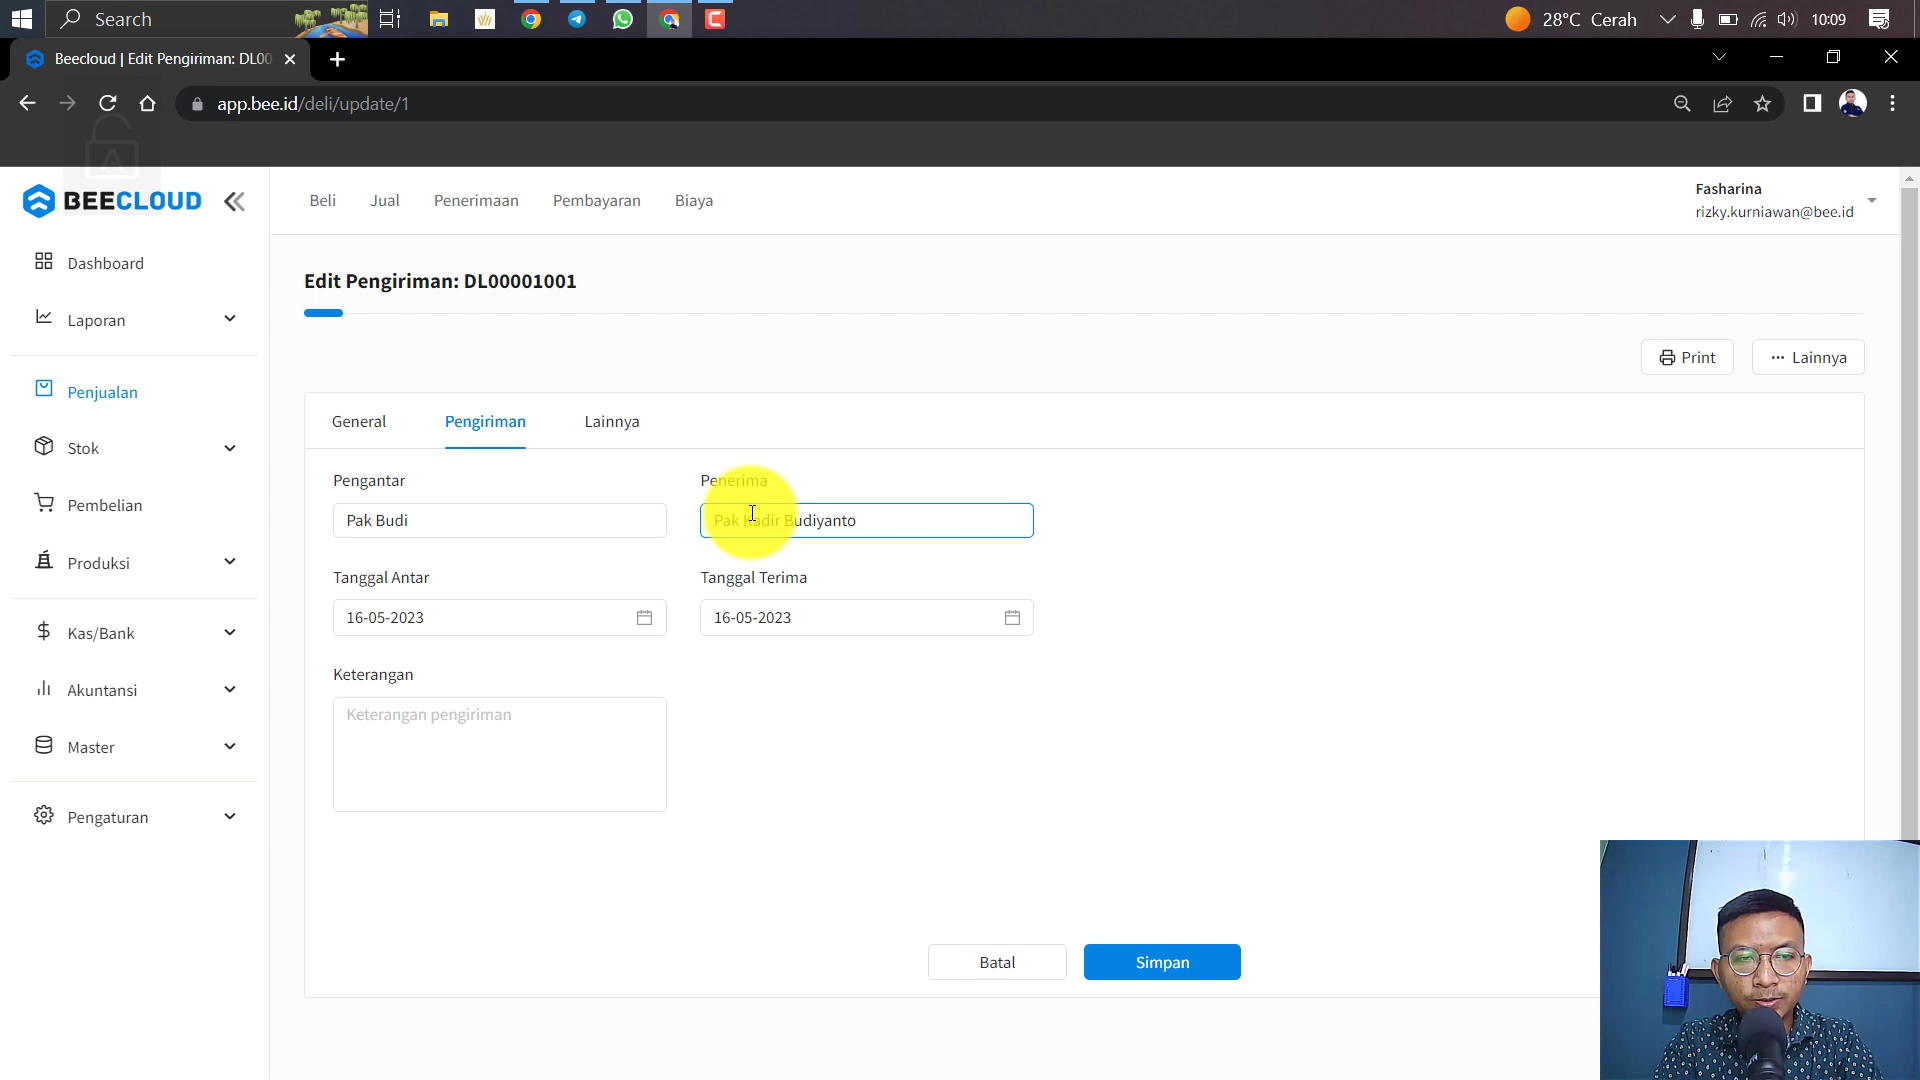 Search
28°C Cerah
10:09
Beecloud | Edit Pengiriman: DL00
app.bee.id/deli/update/1
A
BEECLOUD
Beli
Jual
Penerimaan
Pembayaran
Biaya
Fasharina
rizky.kurniawan@bee.id
Dashboard
Laporan
Penjualan
Stok
Pembelian
Produksi
Kas/Bank
Akuntansi
Master
Pengaturan
Edit Pengiriman: DL00001001
Print
Lainnya
General
Pengiriman
Lainnya
Pengantar
Penerima
Pak Budi
Pak Kadir Budiyanto
Tanggal Antar
Tanggal Terima
16-05-2023
16-05-2023
Keterangan
Keterangan pengiriman
Batal
Simpan